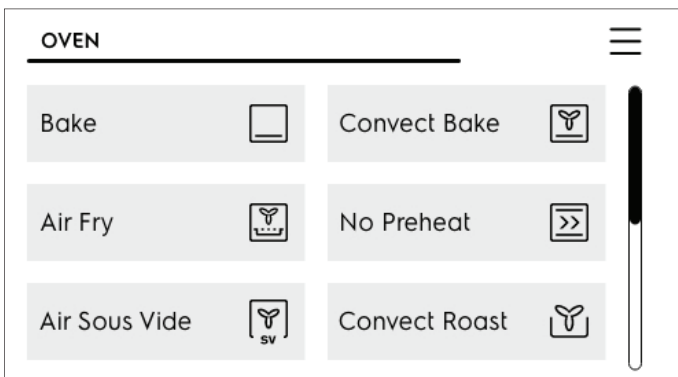 OVEN
Bake
Convect Bake
Air Fry
No Preheat
Air Sous Vide
SV
Convect Roast